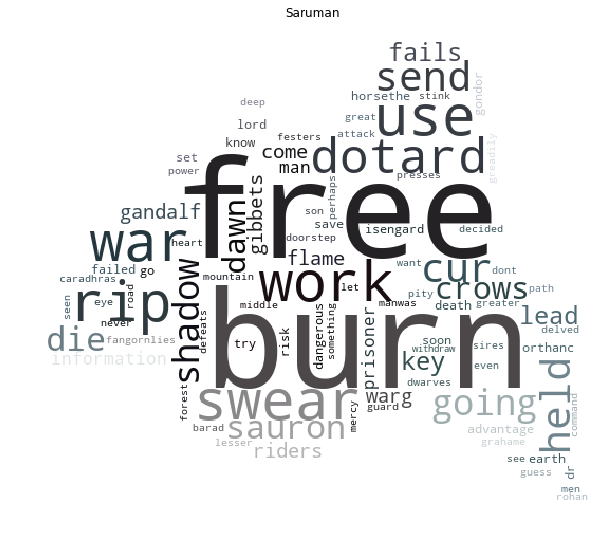 Saruman
fails
send
horsethe
stink
gondor
deep
use
great
lord
attack
festers
know
come
dotard
greadily
set
man
power
presses
free
gibbets
perhaps
dawn
son
gandalf
save
isengard
decided
war
heart
doorstep
flame
shadow
want
cur
dont
failed
go
mountain
work
let
crows
path
caradhras
rip
road
eye
seen
middle
manwas
pity
death
greater
never
burn
dangerous
something
prisoner
lead
delved
die
fangornlies
defeats
try
risk
soon
sires
orthanc
withdraw
information
key
even
dwarves
held
forest
swear
mercy
warg
guard
going
command
barad
sauron
advantage
lesser
riders
grahame
see
earth
guess
dr
men
rohan